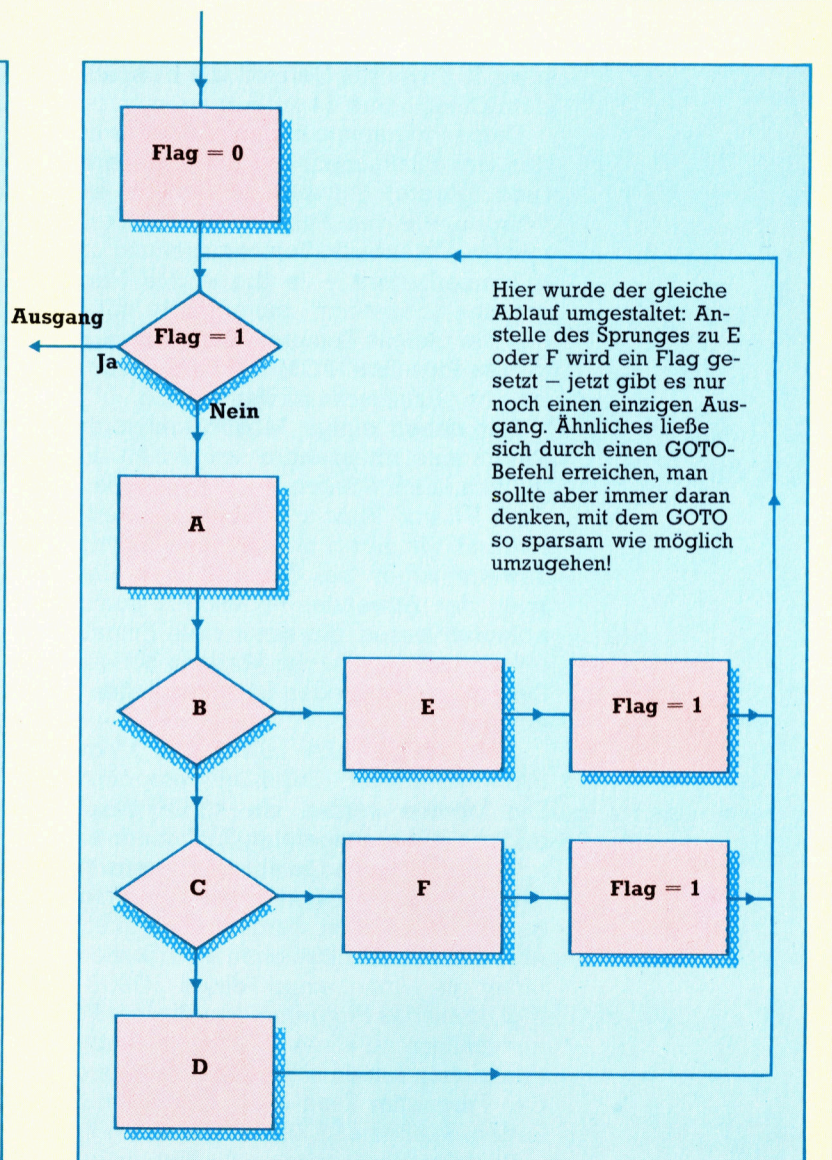 Flag = 0
Ausgang
Flag = 1
Ja
Nein
Hier wurde der gleiche
Ablauf umgestaltet: An-
stelle des Sprunges zu E
oder F wird ein Flag ge-
setzt — jetzt gibt es nur
noch einen einzigen Aus-
gang. Ähnliches ließe
sich durch einen GOTO-
Befehl erreichen, man
sollte aber immer daran
denken, mit dem GOTO
so sparsam wie möglich
umzugehen!
A
B
E
Flag = 1
C
F
Flag = 1
D